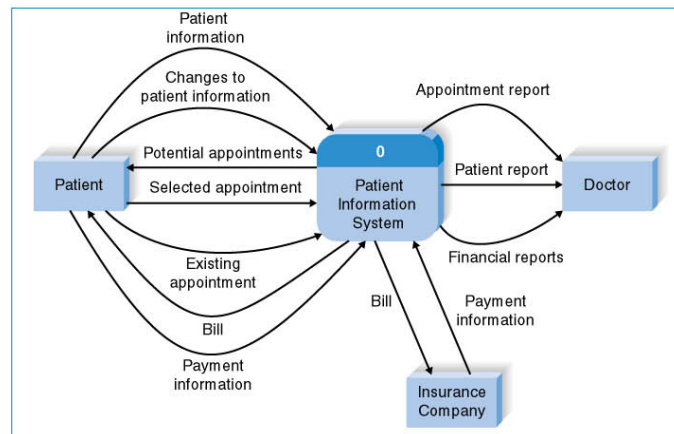 Patient
information
Changes to
patient information
Appointment report
Potential appointments
0
Patient
Selected appointment
Patient
Information
System
Patient report
Doctor
Existing
appointment
Financial reports
Bill
Payment
information
Bill
Payment
information
Insurance
Company